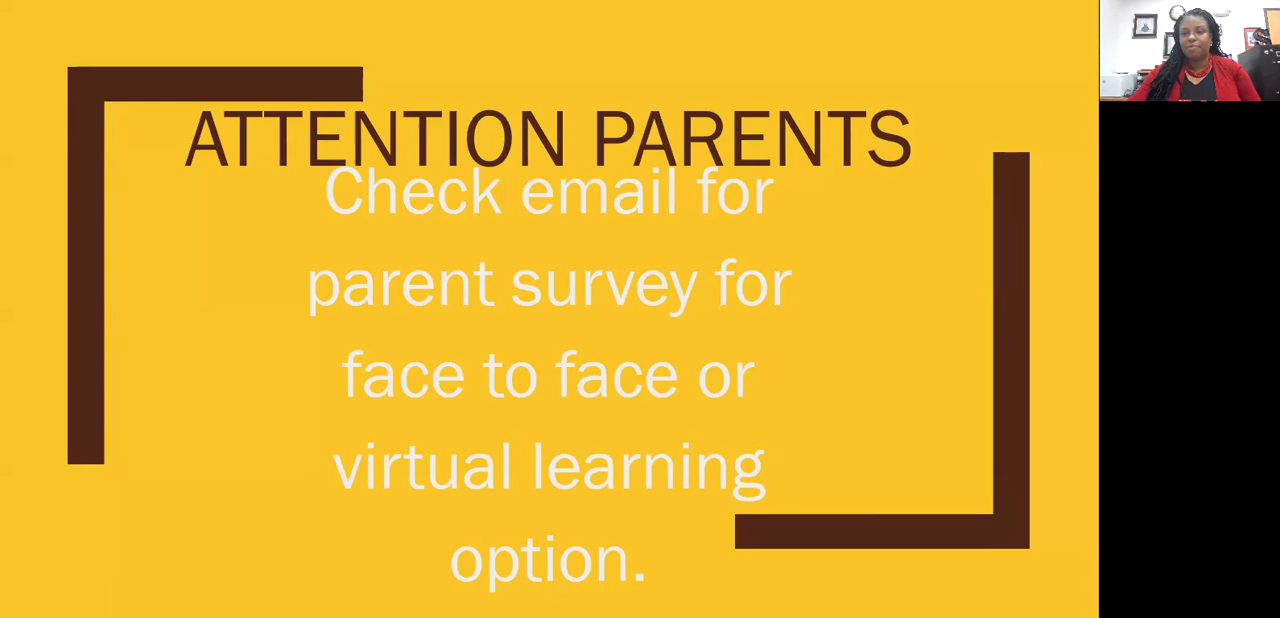 ATTENTION PARENTS
Check email for
parent survey for
face to face or
virtual learning
option.